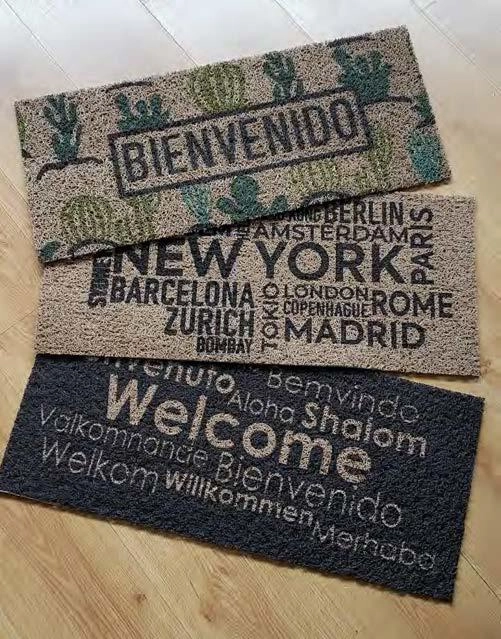 BIENVENIDO
BERLIN
AMSTERDAM
PARIS
NEW YORK
BARCELONA
LONDON
COPENHAGUE
ROME
ZURICH
TOKIO
MADRID
BOMBAY
Bemvindo
Aloha Shalom
Welcome
Valkomnande Bienvenido
Welkom Willkommen Merhaba